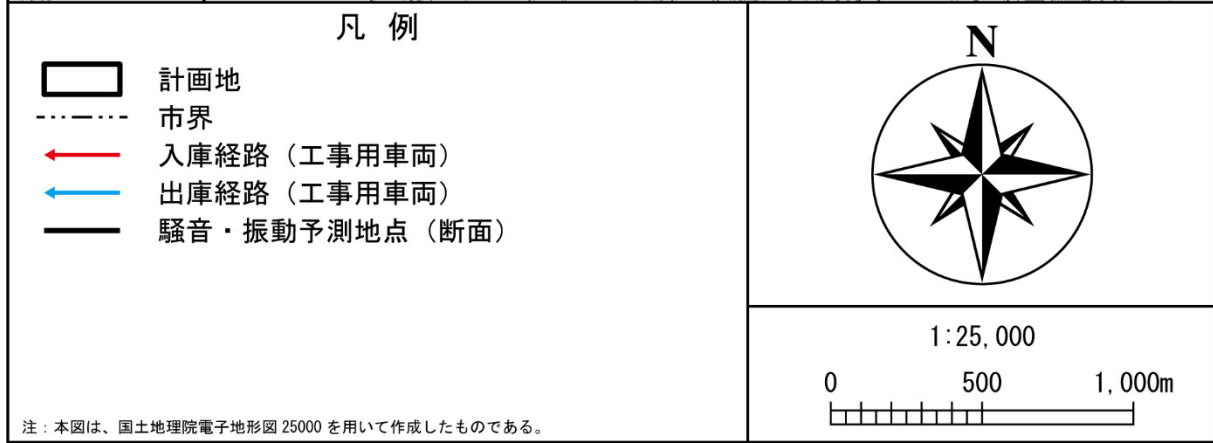 凡 例
計画地
市界
入庫経路（工事用車両）
出庫経路（工事用車両）
騒音・振動予測地点（断面）
注：本図は、国土地理院電子地形図 25000 を用いて作成したものである。
N
1:25,000
0 500 1,000m